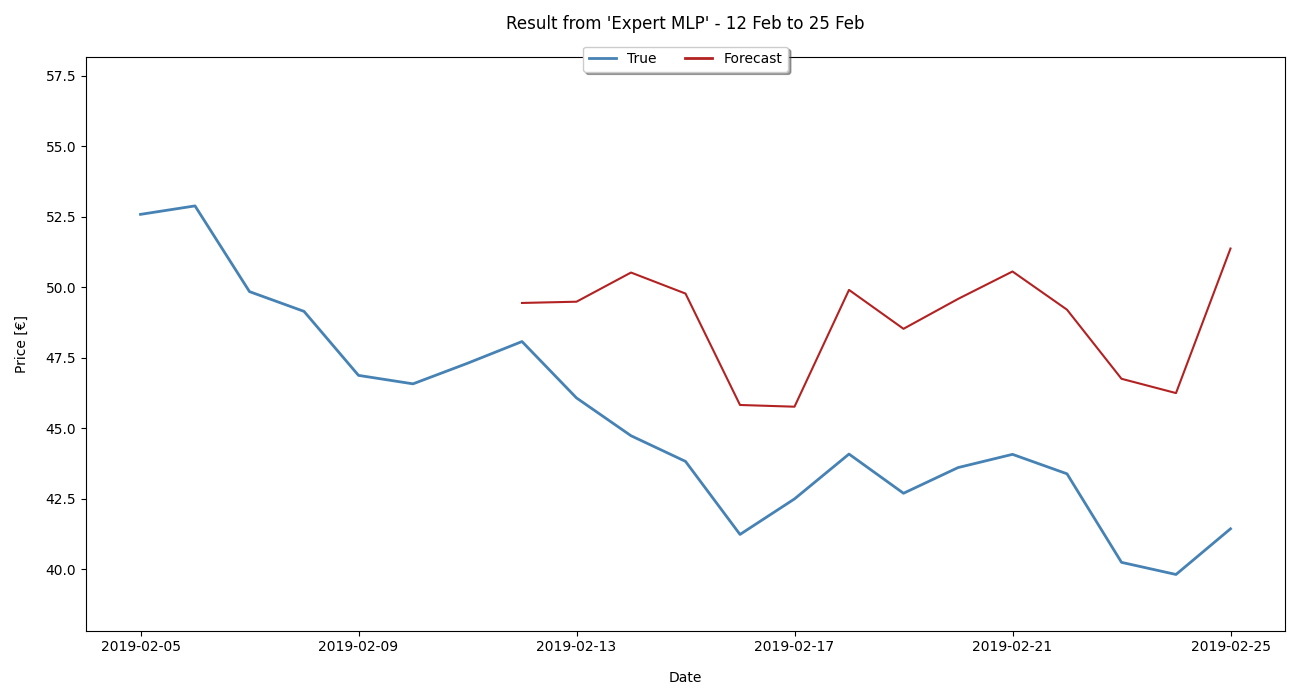 Result from 'Expert MLP' - 12 Feb to 25 Feb
True Forecast
57.5
55.0
52.5
50.0
47.5
45.0
42.5
40.0
Price [€]
2019-02-05 2019-02-09 2019-02-13 2019-02-17 2019-02-21 2019-02-25
Date